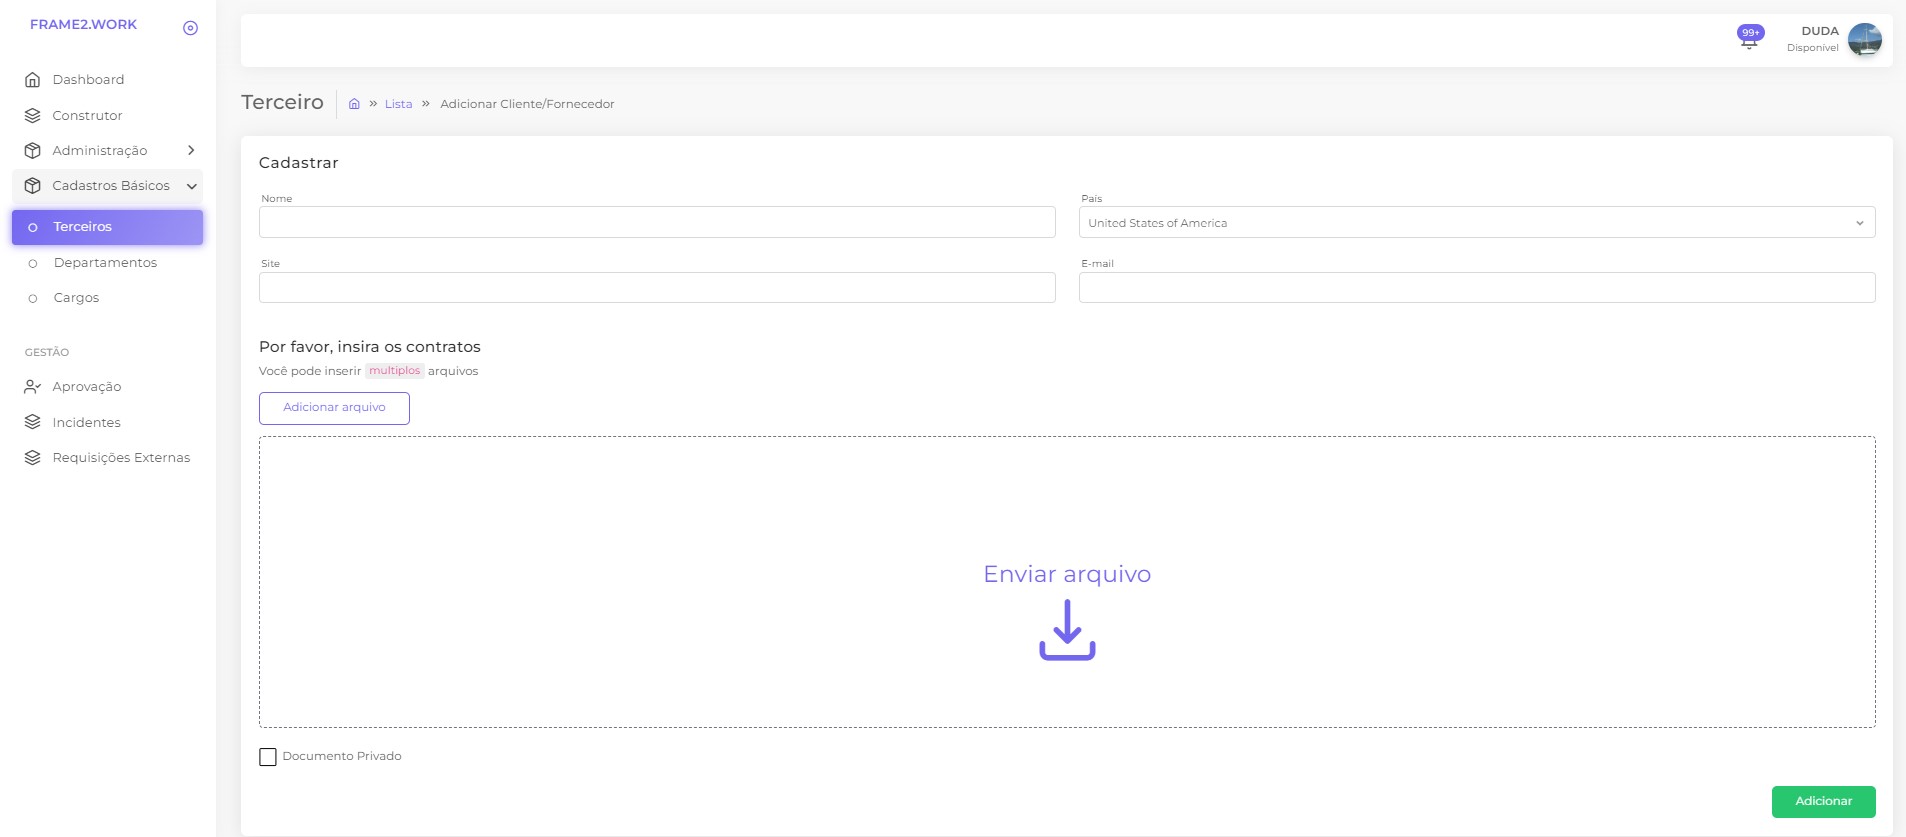 FRAME2.WORK
Dashboard
Construtor
Administração
Cadastros Básicos
Terceiros
Departamentos
Cargos
GESTÃO
Aprovação
Incidentes
Requisições Externas
99+
DUDA
Disponível
Terceiro » Lista » Adicionar Cliente/Fornecedor
Cadastrar
Nome
País
United States of America
Site
E-mail
Por favor, insira os contratos
Você pode inserir multiplos arquivos
Adicionar arquivo
Enviar arquivo
Documento Privado
Adicionar